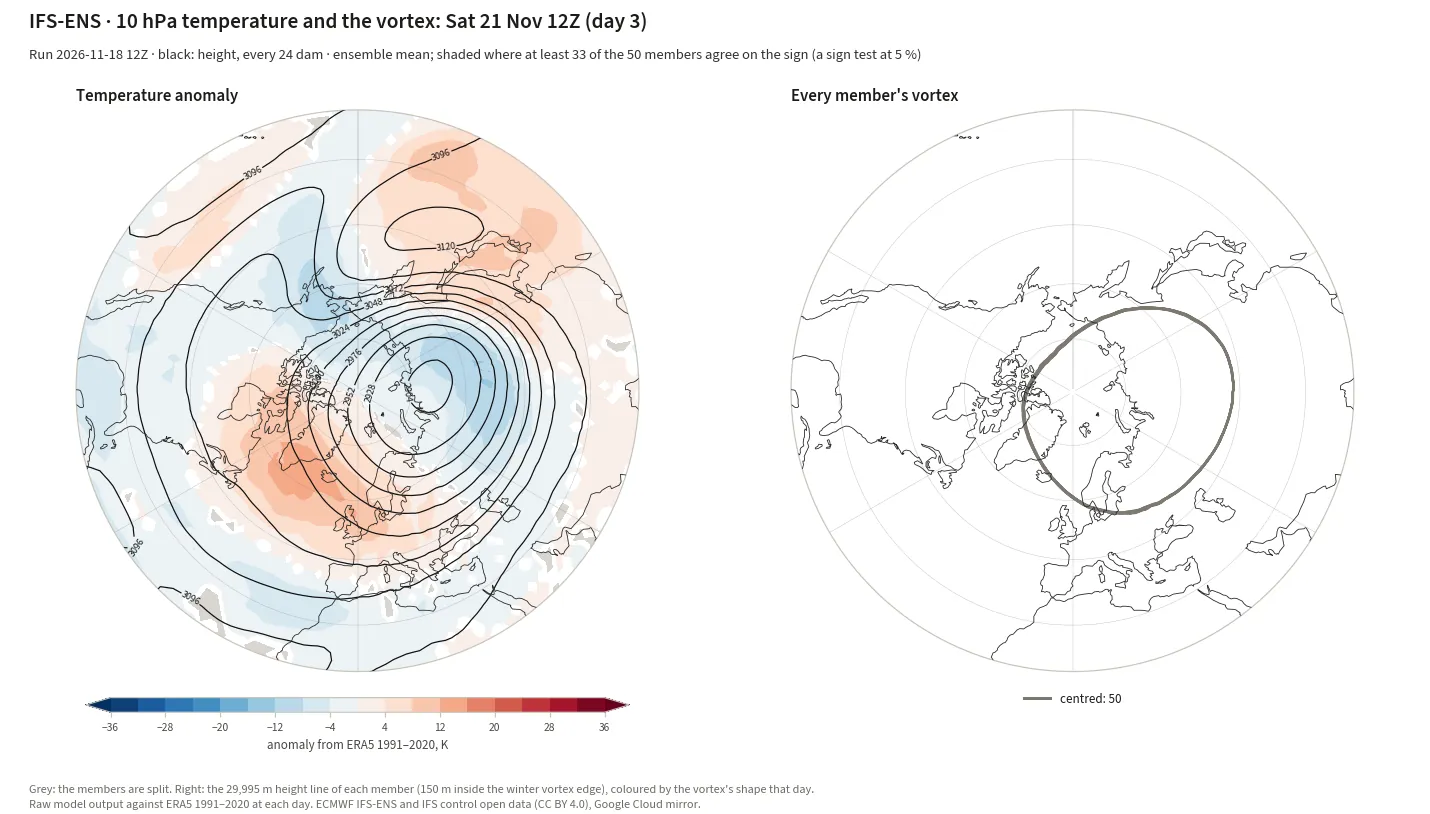 IFS-ENS · 10 hPa temperature and the vortex: Sat 21 Nov 12Z (day 3)
Run 2026-11-18 12Z · black: height, every 24 dam · ensemble mean; shaded where at least 33 of the 50 members agree on the sign (a sign test at 5 %)
Temperature anomaly
Every member's vortex
3096
3096
3120
3072
3048
3024
2976
2952
2928
3096
3096
centred: 50
−36 −28 −20 −12 −4 4 12 20 28 36
anomaly from ERA5 1991–2020, K
Grey: the members are split. Right: the 29,995 m height line of each member (150 m inside the winter vortex edge), coloured by the vortex's shape that day.
Raw model output against ERA5 1991–2020 at each day. ECMWF IFS-ENS and IFS control open data (CC BY 4.0), Google Cloud mirror.